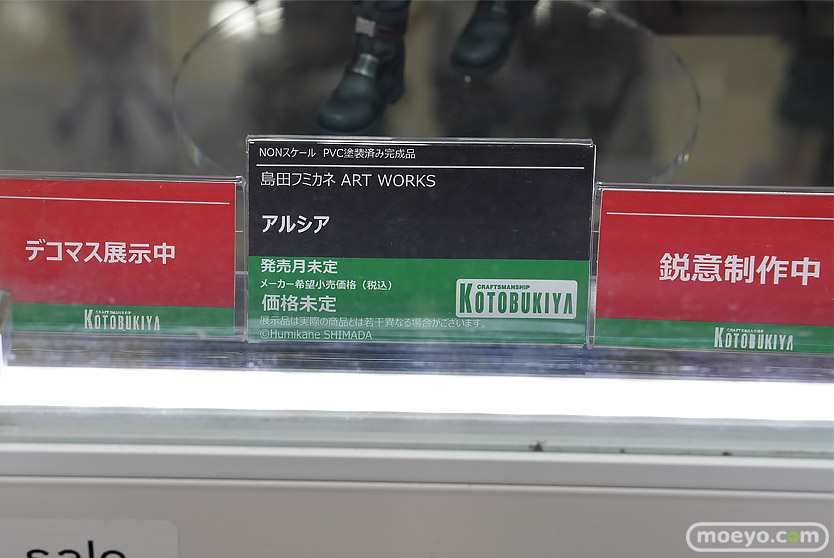 NONスケール PVC塗装済み完成品
島田フミカネ ART WORKS
アルシア
発売月未定
メーカー希望小売価格（税込）
価格未定
展示品は実際の商品とは若干異なる場合がございます。
©Humikane SHIMADA
CRAFTSMANSHIP
KOTOBUKIYA
デコマス展示中
CRAFTSMANSHIP
KOTOBUKIYA
鋭意制作中
CRAFTSMANSHIP
KOTOBUKIYA
sale
moeyo.com